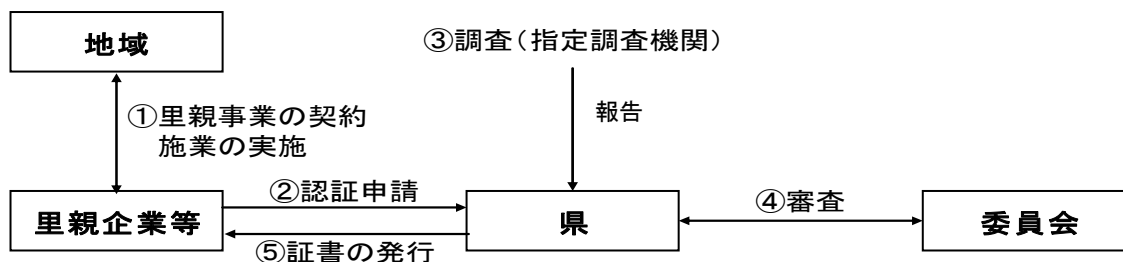 地域
③調査(指定調査機関)
①里親事業の契約
施業の実施
報告
里親企業等
②認証申請
県
④審査
委員会
⑤証書の発行